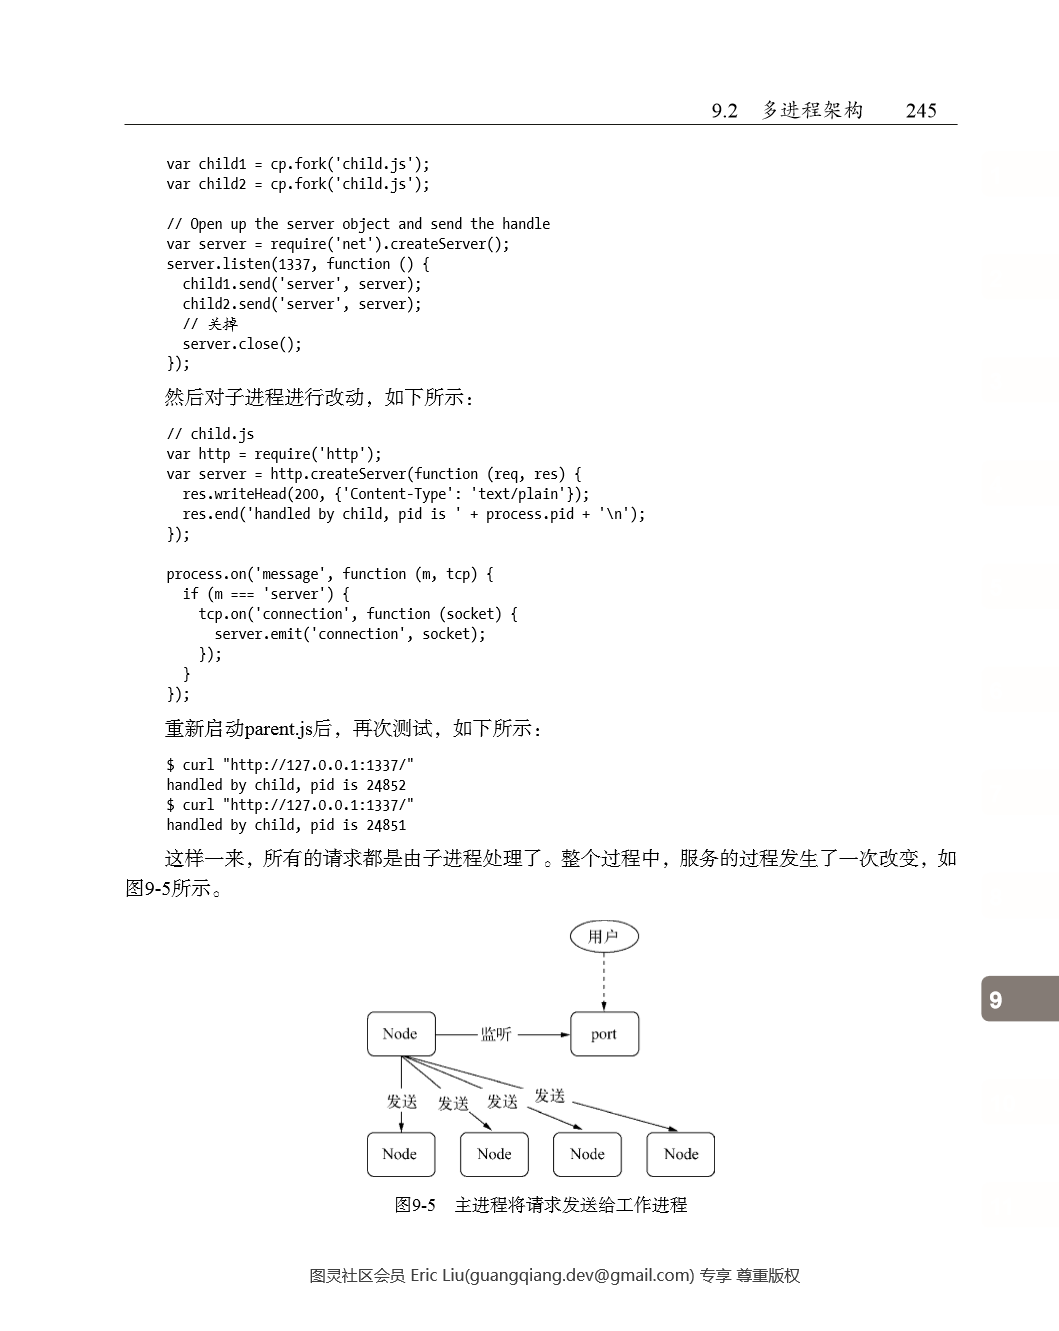 9.2 多进程架构 245
var child1 = cp.fork('child.js');
var child2 = cp.fork('child.js');
// Open up the server object and send the handle
var server = require('net').createServer();
server.listen(1337, function () {
child1.send('server', server);
child2.send('server', server);
// 关掉
server.close();
});
然后对子进程进行改动，如下所示：
// child.js
var http = require('http');
var server = http.createServer(function (req, res) {
res.writeHead(200, {'Content-Type': 'text/plain'});
res.end('handled by child, pid is ' + process.pid + '\n');
});
process.on('message', function (m, tcp) {
if (m === 'server') {
tcp.on('connection', function (socket) {
server.emit('connection', socket);
});
}
});
重新启动parent.js后，再次测试，如下所示：
$ curl "http://127.0.0.1:1337/"
handled by child, pid is 24852
$ curl "http://127.0.0.1:1337/"
handled by child, pid is 24851
这样一来，所有的请求都是由子进程处理了。整个过程中，服务的过程发生了一次改变，如
图9-5所示。
用户
9
Node 监听 port
发送 发送 发送 发送
Node Node Node Node
图9-5 主进程将请求发送给工作进程
图灵社区会员 Eric Liu(guangqiang.dev@gmail.com) 专享 尊重版权